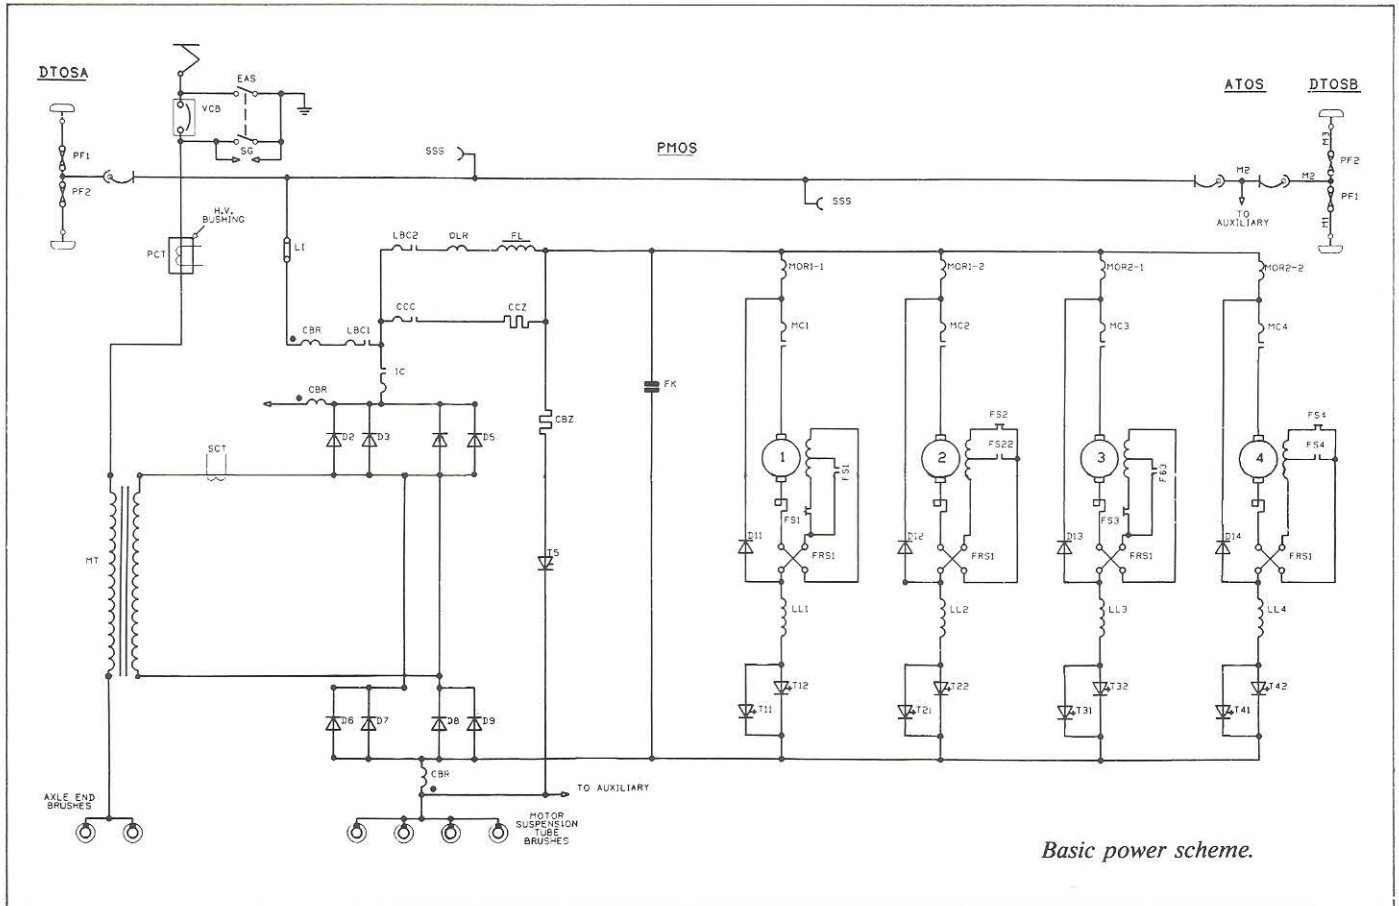 DTOSA
EAS
VCB
SG
PF1
PF2
H.V.
BUSHING
PCT
SSS
PMOS
SSS
ATOS
DTOSB
M3
PF2
M2
M2
PF1
M1
TO
AUXILIARY
L1
LBC2
OLR
FL
CCC
CCZ
CBR
LBC1
IC
CBR
D2
D3
D5
SCT
CBZ
FK
T5
MT
D6
D7
D8
D9
CBR
TO AUXILIARY
AXLE END
BRUSHES
MOTOR
SUSPENSION
TUBE
BRUSHES
MOR1-1
MOR1-2
MOR2-1
MOR2-2
MC1
MC2
MC3
MC4
1
2
3
4
FS1
FS2
FS22
F63
FS4
FS4
FS1
FS3
D11
D12
D13
D14
FRS1
FRS1
FRS1
FRS1
LL1
LL2
LL3
LL4
T12
T22
T32
T42
T11
T21
T31
T41
Basic power scheme.